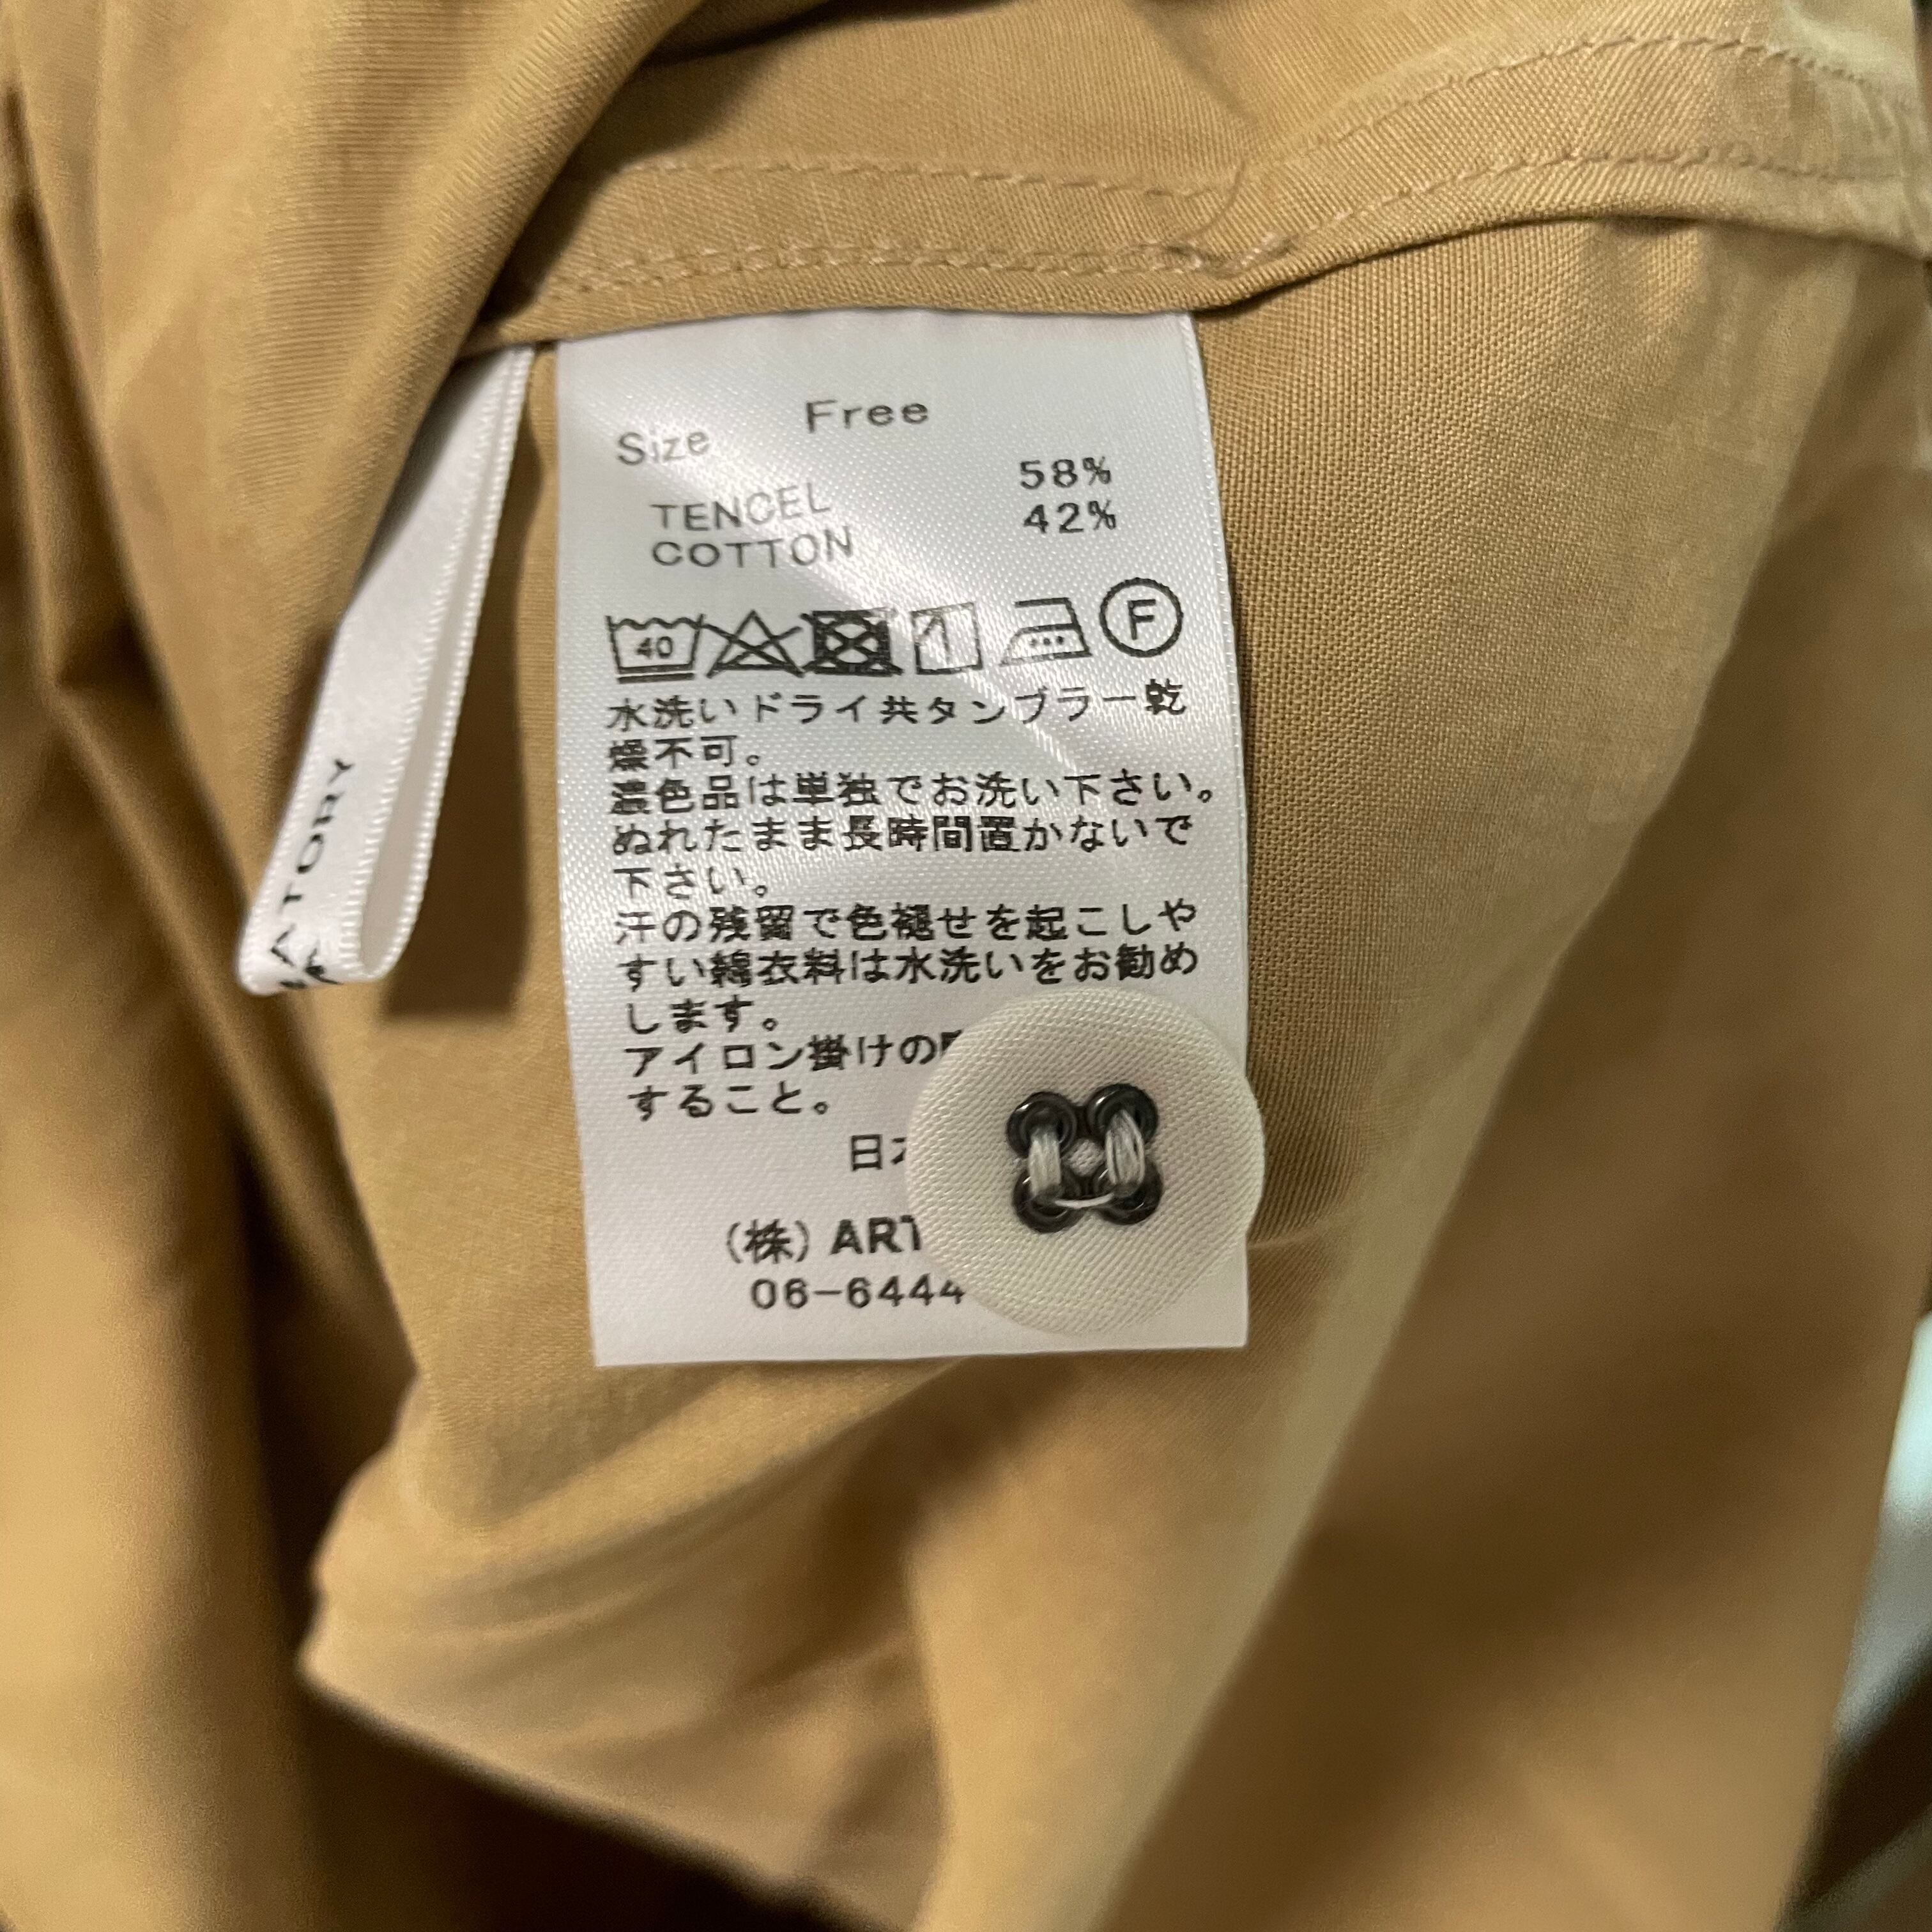 Free
Size
TENCEL 58%
COTTON 42%
40
F
水洗いドライ共タンブラー乾
燥不可。
濃色品は単独でお洗い下さい。
ぬれたまま長時間置かないで
下さい。
汗の残留で色褪せを起こしや
すい綿衣料は水洗いをお勧め
します。
アイロン掛けの
すること。
日
(株) ART
06-6444
ATORY